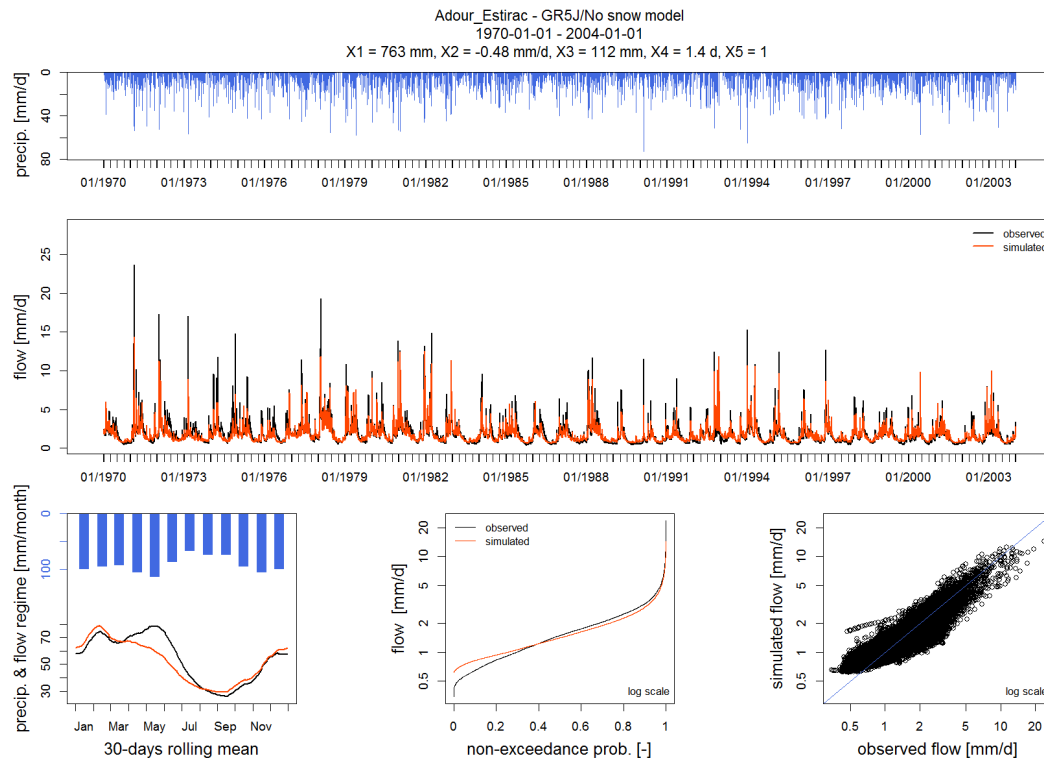 Adour_Estirac - GR5J/No snow model
1970-01-01 - 2004-01-01
X1 = 763 mm, X2 = -0.48 mm/d, X3 = 112 mm, X4 = 1.4 d, X5 = 1
precip. [mm/d]
0
40
80
01/1970 01/1973 01/1976 01/1979 01/1982 01/1985 01/1988 01/1991 01/1994 01/1997 01/2000 01/2003
flow [mm/d]
25
20
15
10
5
0
observed
simulated
01/1970 01/1973 01/1976 01/1979 01/1982 01/1985 01/1988 01/1991 01/1994 01/1997 01/2000 01/2003
precip. & flow regime [mm/month]
0
100
70
50
30
Jan Mar May Jul Sep Nov
30-days rolling mean
flow [mm/d]
20
10
5
2
1
0.5
observed
simulated
log scale
0 0.2 0.4 0.6 0.8 1
non-exceedance prob. [-]
simulated flow [mm/d]
20
10
5
2
1
0.5
log scale
0.5 1 2 5 10 20
observed flow [mm/d]